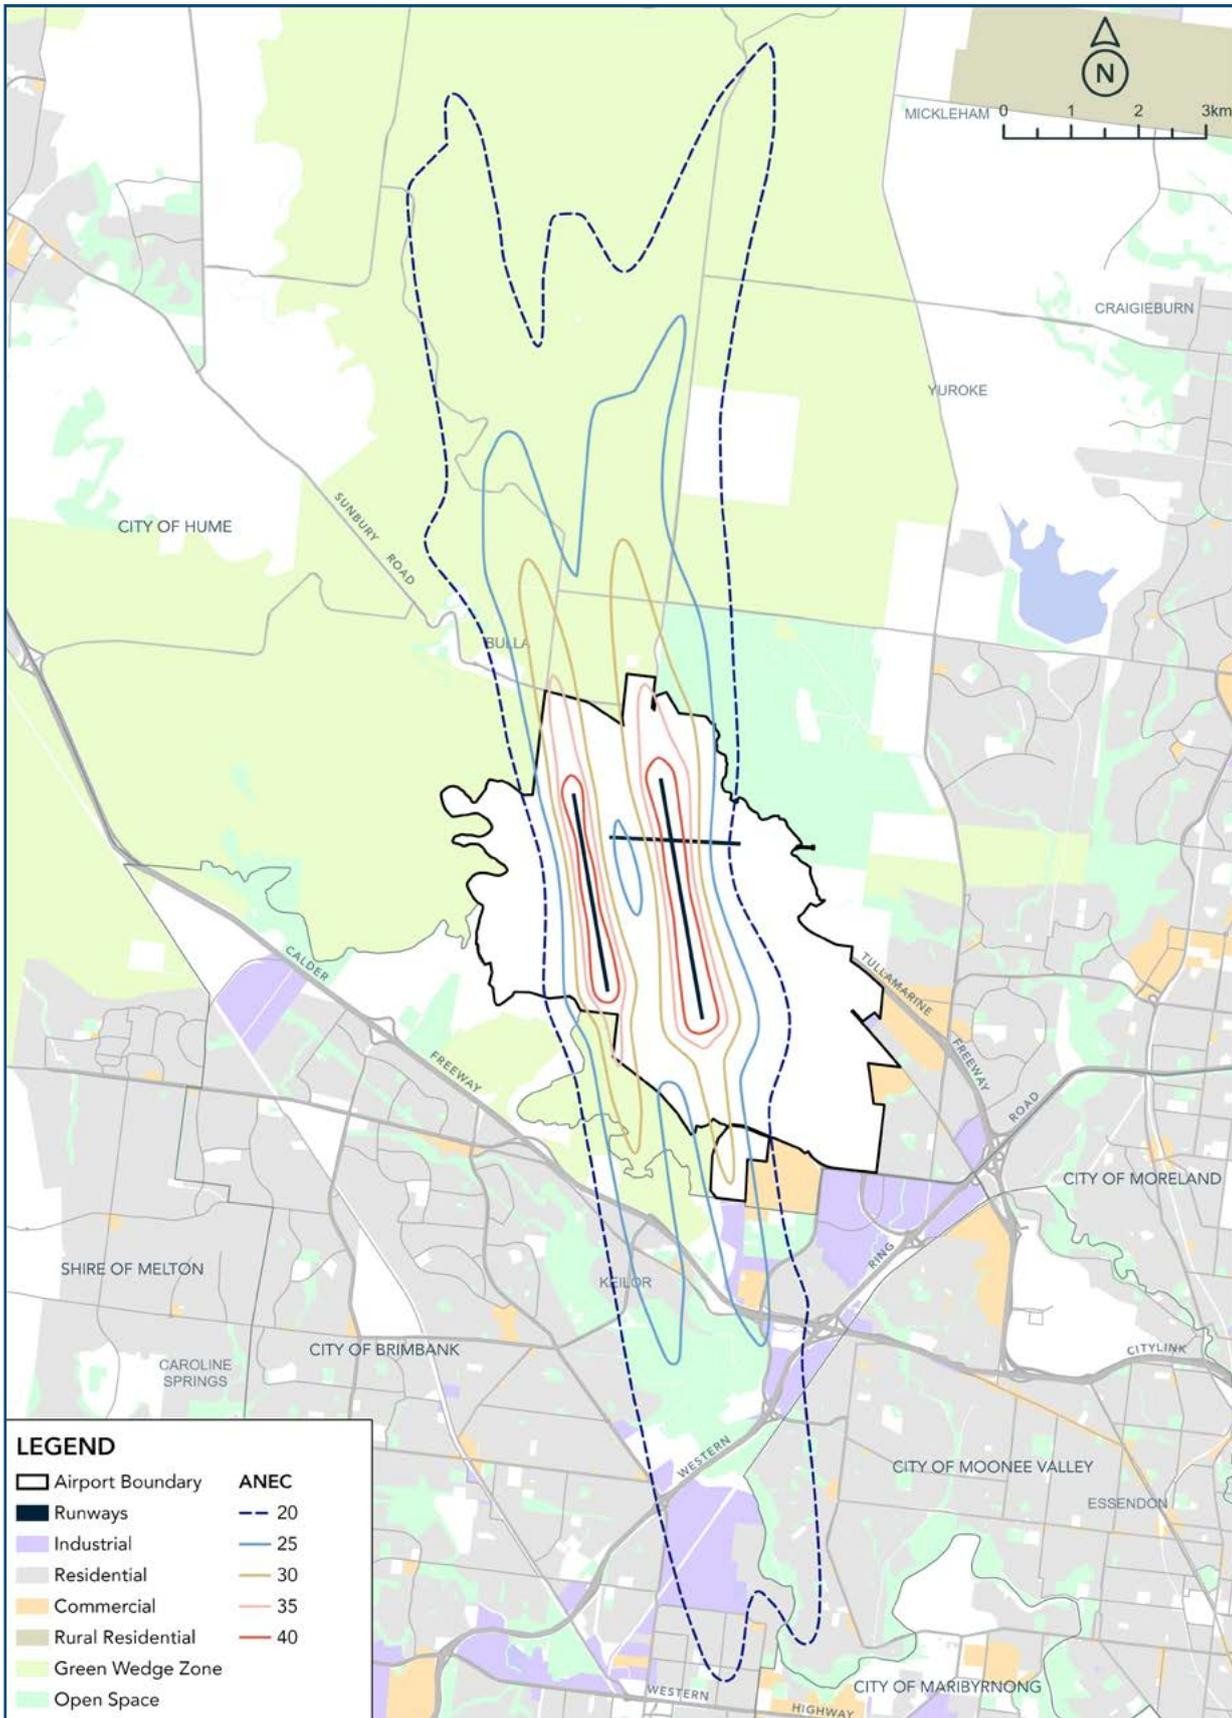 N
MICKLEHAM
0 1 2 3km
CRAIGIEBURN
YUROKE
CITY OF HUME
SUNBURY ROAD
BULLA
CALDER
FREEWAY
TULLAMARINE
FREEWAY
ROAD
RING
CITY OF MORELAND
SHIRE OF MELTON
KEILOR
CITY OF BRIMBANK
CITYLINK
CAROLINE
SPRINGS
WESTERN
CITY OF MOONEE VALLEY
ESSENDON
CITY OF MARIBYRNONG
WESTERN
HIGHWAY
LEGEND
Airport Boundary
Runways
Industrial
Residential
Commercial
Rural Residential
Green Wedge Zone
Open Space
ANEC
20
25
30
35
40